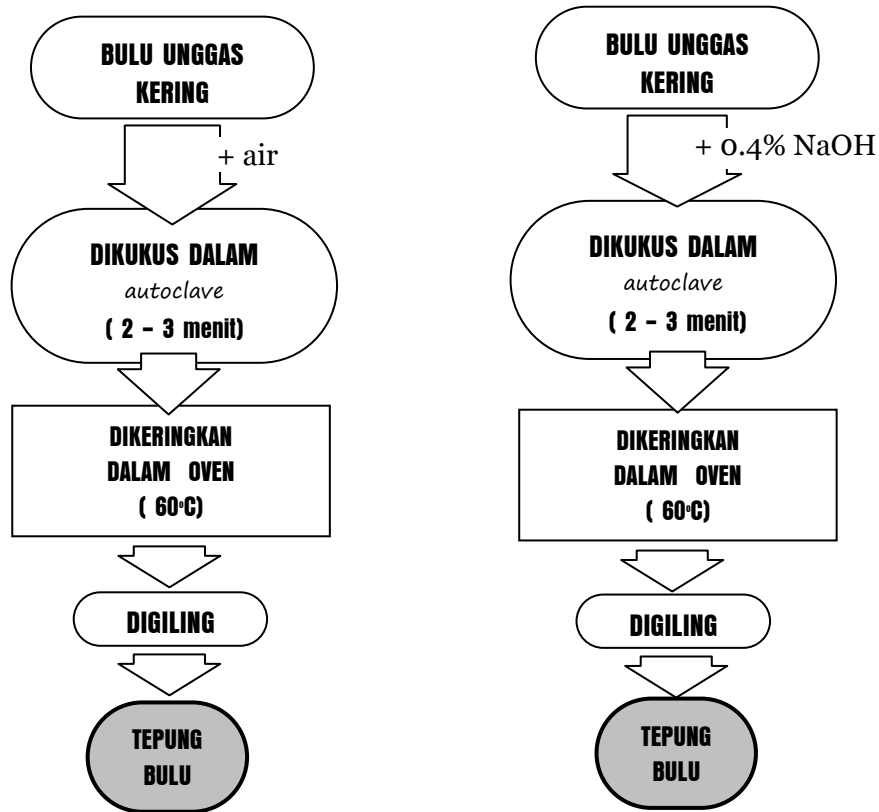 BULU UNGGAS
KERING
+ air
DIKUKUS DALAM
autoclave
( 2 – 3 menit)
DIKERINGKAN
DALAM OVEN
( 60°C)
DIGILING
TEPUNG
BULU
BULU UNGGAS
KERING
+ 0.4% NaOH
DIKUKUS DALAM
autoclave
( 2 – 3 menit)
DIKERINGKAN
DALAM OVEN
( 60°C)
DIGILING
TEPUNG
BULU